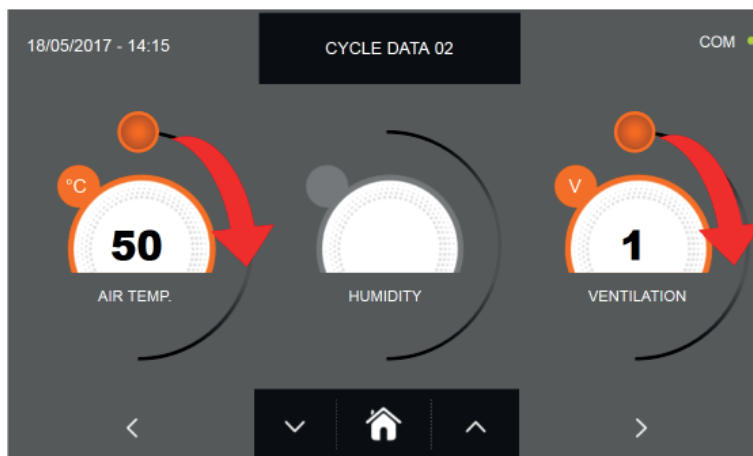 18/05/2017 - 14:15
CYCLE DATA 02
COM
°C
V
50
1
AIR TEMP.
HUMIDITY
VENTILATION